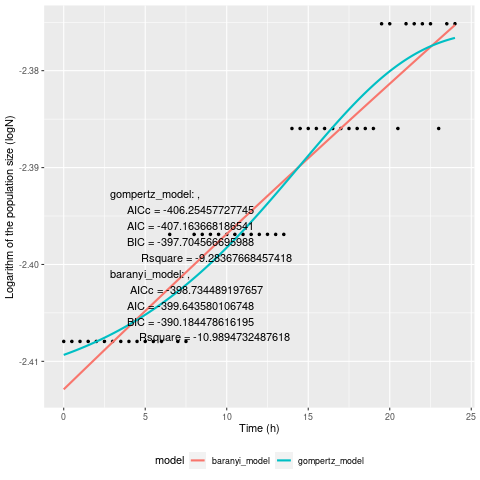 Logarithm of the population size (logN)
-2.38
-2.39
-2.40
-2.41
gompertz_model: ,
AICc = -406.25457727745
AIC = -407.163668186541
BIC = -397.704566695988
Rsquare = -9.28367668457418
baranyi_model: ,
AICc = -398.734489197657
AIC = -399.643580106748
BIC = -390.184478616195
Rsquare = -10.9894732487618
0 5 10 15 20 25
Time (h)
model baranyi_model gompertz_model